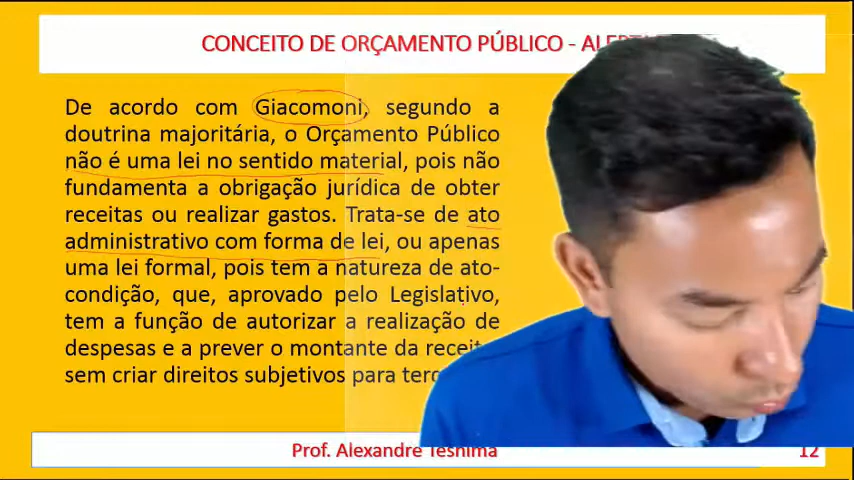 CONCEITO DE ORÇAMENTO PÚBLICO -
De acordo com Giacomoni, segundo a
doutrina majoritária, o Orçamento Público
não é uma lei no sentido material, pois não
fundamenta a obrigação jurídica de obter
receitas ou realizar gastos. Trata-se de ato
administrativo com forma de lei, ou apenas
uma lei formal, pois tem a natureza de ato-
condição, que, aprovado pelo Legislativo,
tem a função de autorizar a realização de
despesas e a prever o montante da
sem criar direitos subjetivos para
Prof. Alexandre Teshima
12